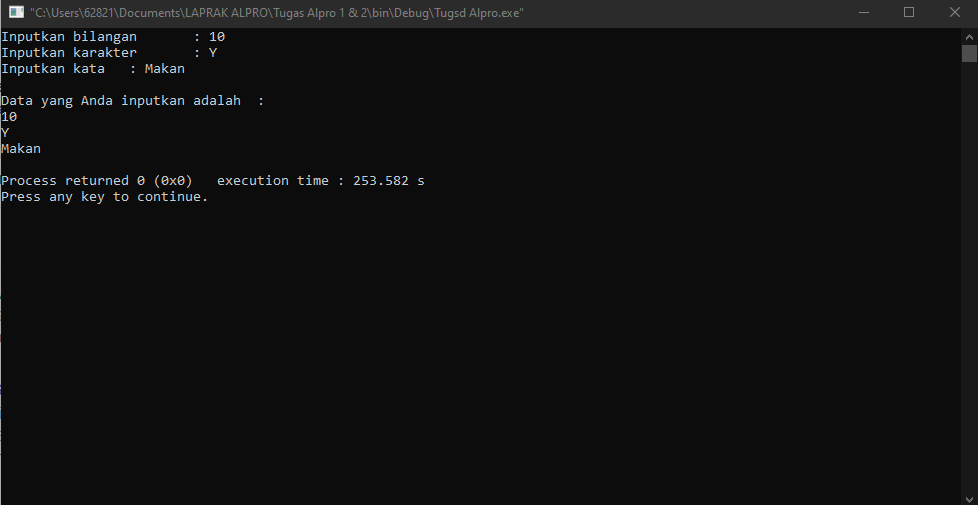 "C:\Users\62821\Documents\LAPRAK ALPRO\Tugas Alpro 1 & 2\bin\Debug\Tugsd Alpro.exe"
Inputkan bilangan       : 10
Inputkan karakter       : Y
Inputkan kata   : Makan
Data yang Anda inputkan adalah  :
10
Y
Makan
Process returned 0 (0x0)   execution time : 253.582 s
Press any key to continue.